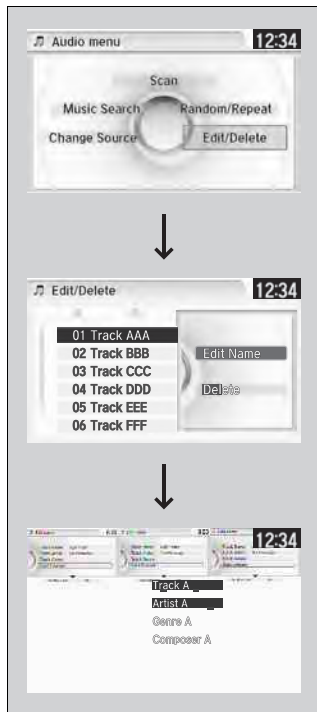 Audio menu 12:34
Scan
Music Search Random/Repeat
Change Source Edit/Delete
Edit/Delete 12:34
01 Track AAA
02 Track BBB Edit Name
03 Track CCC
04 Track DDD Delete
05 Track EEE
06 Track FFF
12:34
Track A
Artist A
Genre A
Composer A